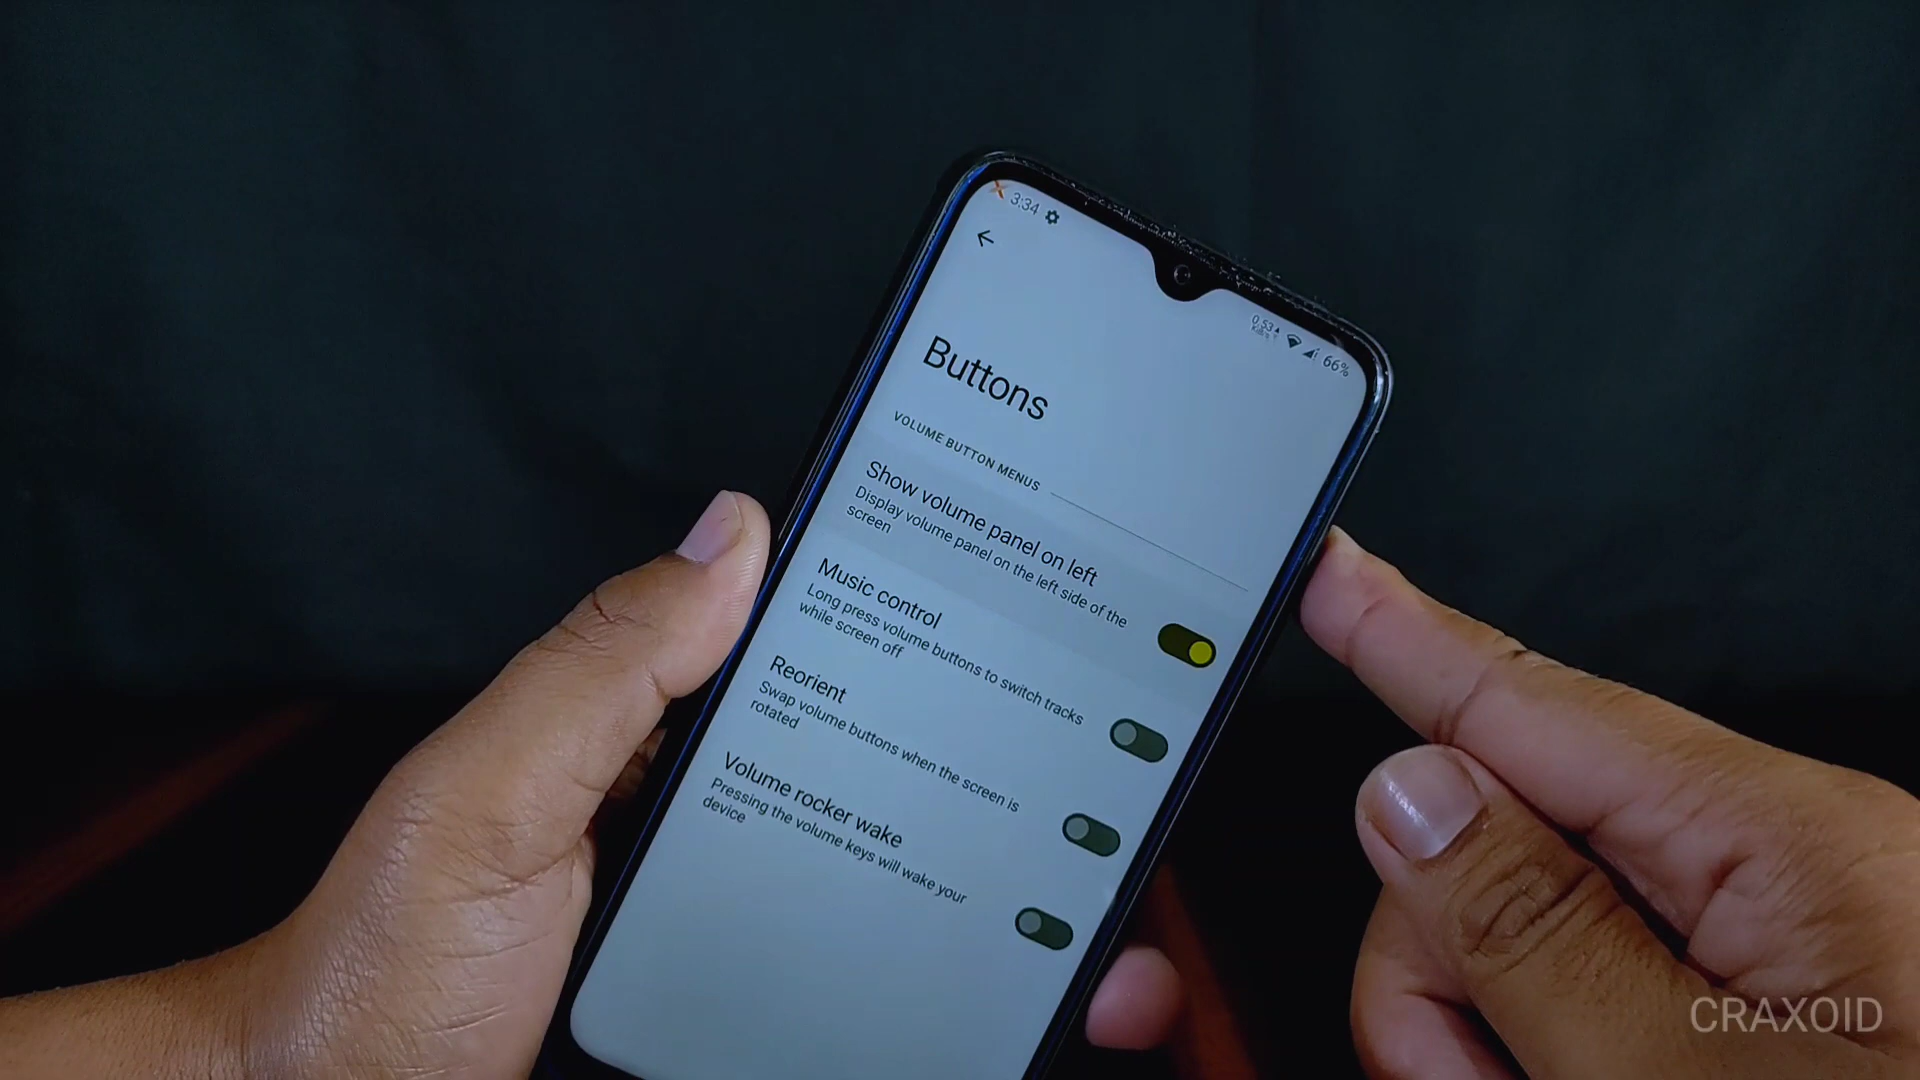 3:34
0.53
66%
Buttons
VOLUME BUTTON MENUS
Show volume panel on left
Display volume panel on the left side of the
screen
Music control
Long press volume buttons to switch tracks
while screen off
Reorient
Swap volume buttons when the screen is
rotated
Volume rocker wake
Pressing the volume keys will wake your
device
CRAXOID